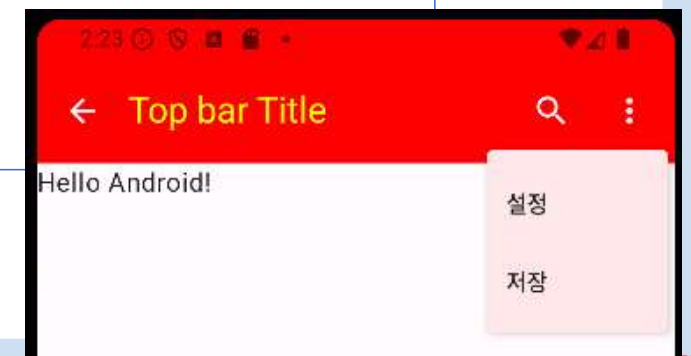 2:23
Top bar Title
Hello Android!
설정
저장